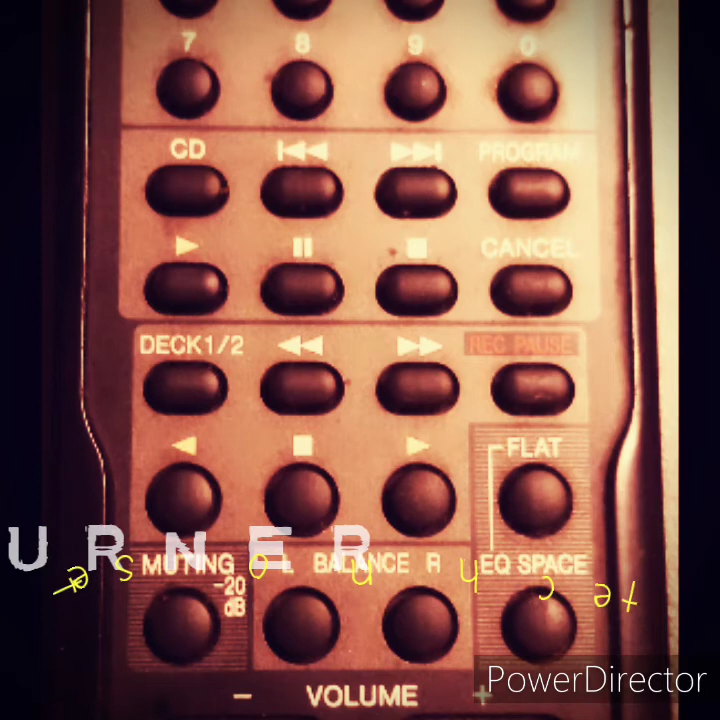 7 8 9 0
CD PROGRAM
CANCEL
DECK1/2 REC PAUSE
FLAT
URNER
MUTING L BALANCE R EQ SPACE
-20
dB
- VOLUME +
PowerDirector